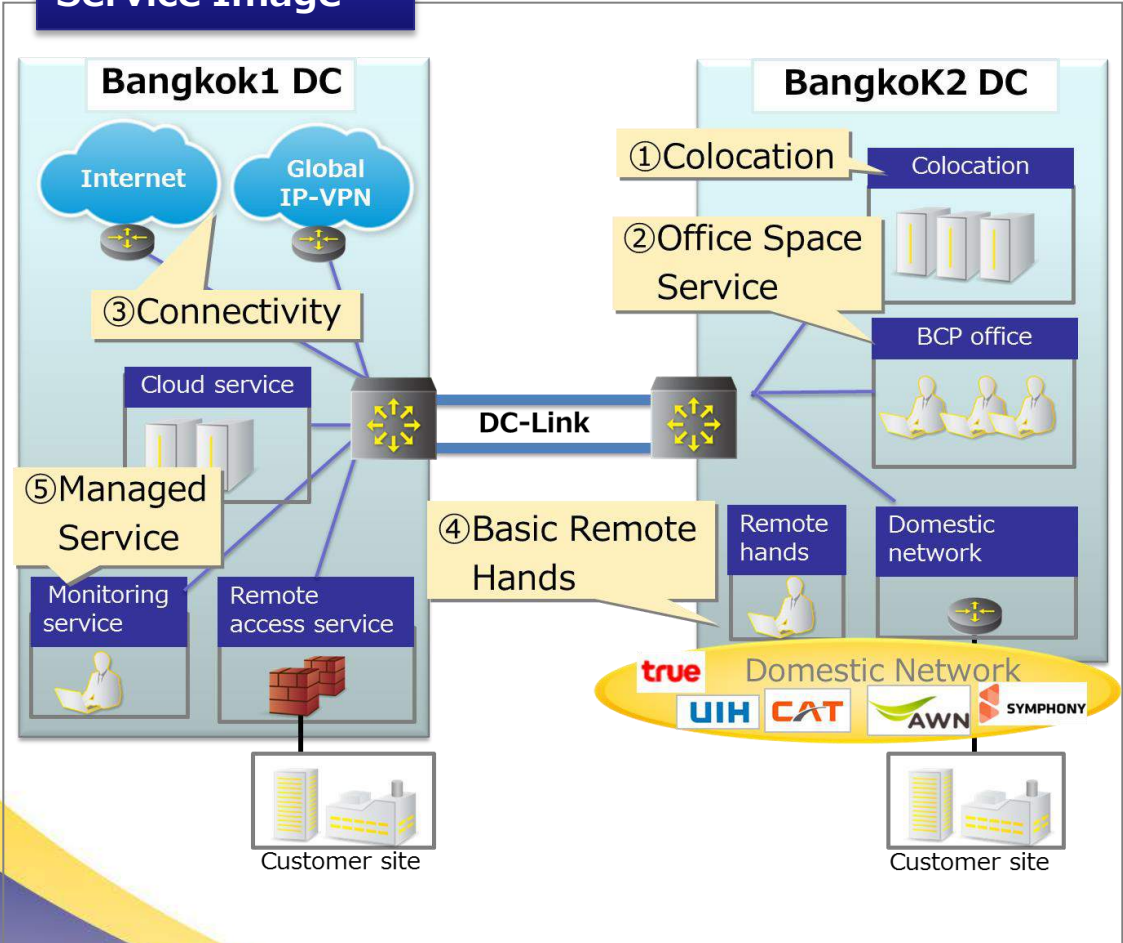 Service Image
Bangkok1 DC
Internet
Global
IP-VPN
③Connectivity
Cloud service
⑤Managed
Service
Monitoring
service
Remote
access service
Customer site
DC-Link
BangkoK2 DC
①Colocation
Colocation
②Office Space
Service
BCP office
④Basic Remote
Hands
Remote
hands
Domestic
network
true
Domestic Network
UIH
CAT
AWN
SYMPHONY
Customer site